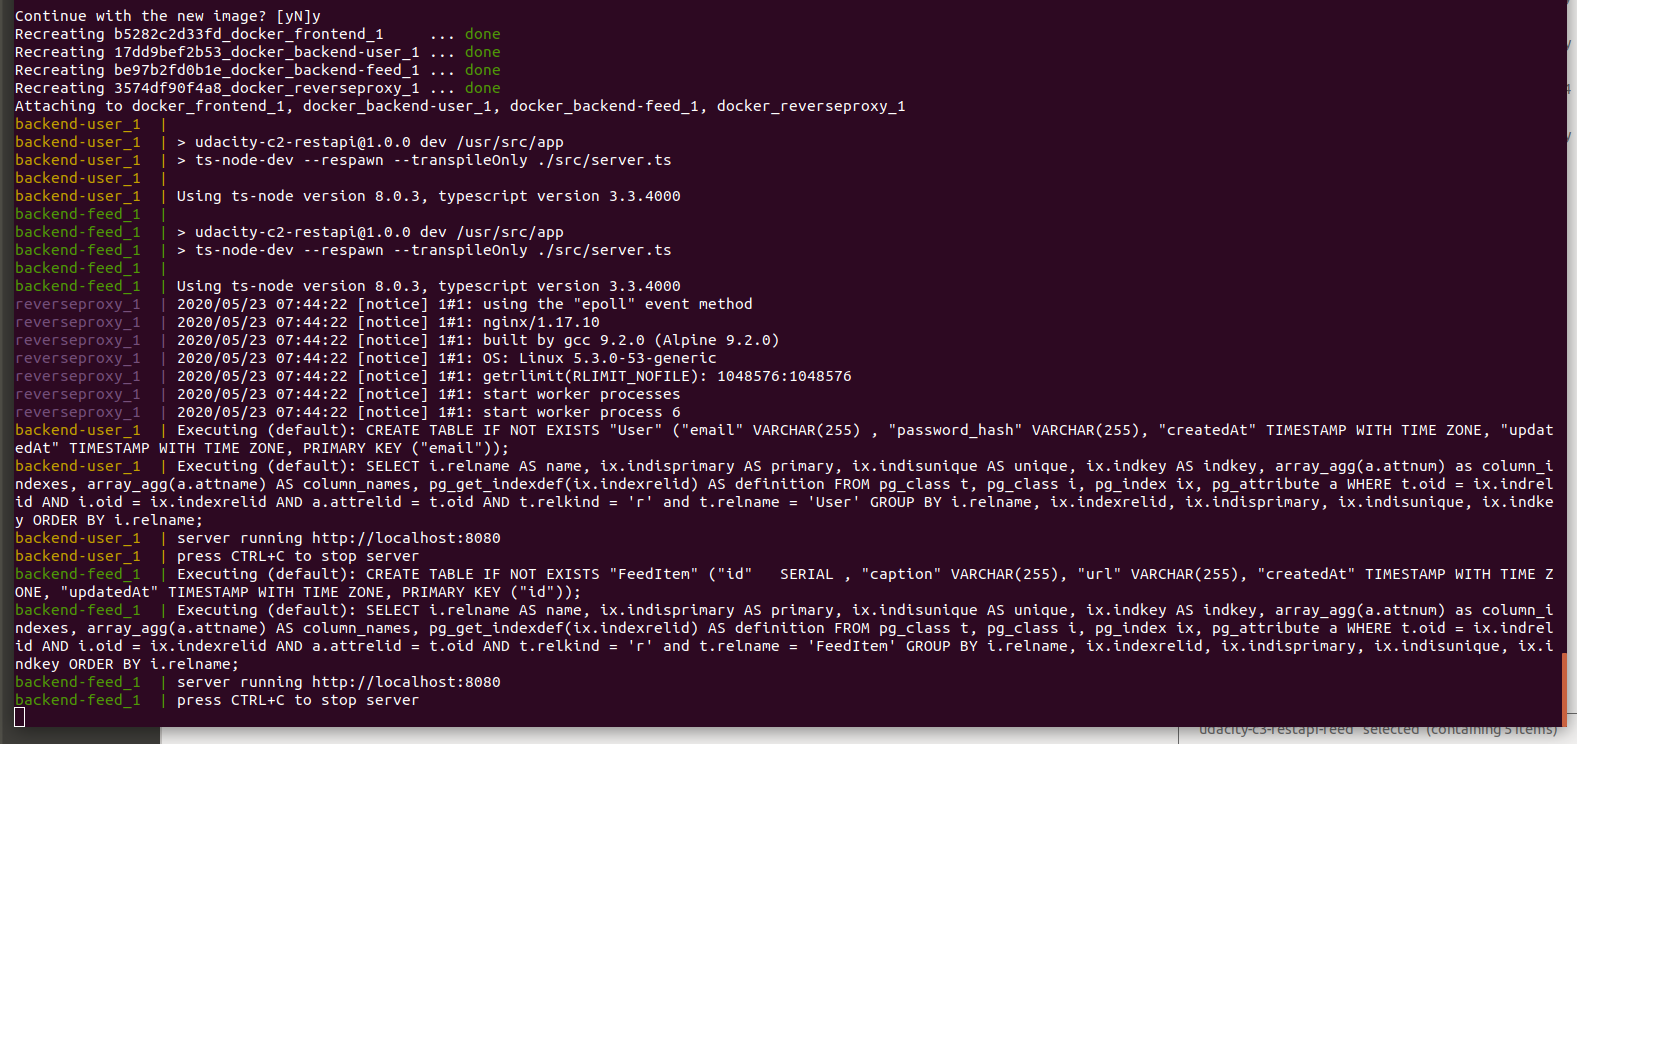 Continue with the new image? [yN]y
Recreating b5282c2d33fd_docker_frontend_1     ... done
Recreating 17dd9bef2b53_docker_backend-user_1 ... done
Recreating be97b2fd0b1e_docker_backend-feed_1 ... done
Recreating 3574df90f4a8_docker_reverseproxy_1 ... done
Attaching to docker_frontend_1, docker_backend-user_1, docker_backend-feed_1, docker_reverseproxy_1
backend-user_1  |
backend-user_1  | > udacity-c2-restapi@1.0.0 dev /usr/src/app
backend-user_1  | > ts-node-dev --respawn --transpileOnly ./src/server.ts
backend-user_1  |
backend-user_1  | Using ts-node version 8.0.3, typescript version 3.3.4000
backend-feed_1  |
backend-feed_1  | > udacity-c2-restapi@1.0.0 dev /usr/src/app
backend-feed_1  | > ts-node-dev --respawn --transpileOnly ./src/server.ts
backend-feed_1  |
backend-feed_1  | Using ts-node version 8.0.3, typescript version 3.3.4000
reverseproxy_1  | 2020/05/23 07:44:22 [notice] 1#1: using the "epoll" event method
reverseproxy_1  | 2020/05/23 07:44:22 [notice] 1#1: nginx/1.17.10
reverseproxy_1  | 2020/05/23 07:44:22 [notice] 1#1: built by gcc 9.2.0 (Alpine 9.2.0)
reverseproxy_1  | 2020/05/23 07:44:22 [notice] 1#1: OS: Linux 5.3.0-53-generic
reverseproxy_1  | 2020/05/23 07:44:22 [notice] 1#1: getrlimit(RLIMIT_NOFILE): 1048576:1048576
reverseproxy_1  | 2020/05/23 07:44:22 [notice] 1#1: start worker processes
reverseproxy_1  | 2020/05/23 07:44:22 [notice] 1#1: start worker process 6
backend-user_1  | Executing (default): CREATE TABLE IF NOT EXISTS "User" ("email" VARCHAR(255) , "password_hash" VARCHAR(255), "createdAt" TIMESTAMP WITH TIME ZONE, "updat
edAt" TIMESTAMP WITH TIME ZONE, PRIMARY KEY ("email"));
backend-user_1  | Executing (default): SELECT i.relname AS name, ix.indisprimary AS primary, ix.indisunique AS unique, ix.indkey AS indkey, array_agg(a.attnum) as column_i
ndexes, array_agg(a.attname) AS column_names, pg_get_indexdef(ix.indexrelid) AS definition FROM pg_class t, pg_class i, pg_index ix, pg_attribute a WHERE t.oid = ix.indrel
id AND i.oid = ix.indexrelid AND a.attrelid = t.oid AND t.relkind = 'r' and t.relname = 'User' GROUP BY i.relname, ix.indexrelid, ix.indisprimary, ix.indisunique, ix.indke
y ORDER BY i.relname;
backend-user_1  | server running http://localhost:8080
backend-user_1  | press CTRL+C to stop server
backend-feed_1  | Executing (default): CREATE TABLE IF NOT EXISTS "FeedItem" ("id"   SERIAL , "caption" VARCHAR(255), "url" VARCHAR(255), "createdAt" TIMESTAMP WITH TIME Z
ONE, "updatedAt" TIMESTAMP WITH TIME ZONE, PRIMARY KEY ("id"));
backend-feed_1  | Executing (default): SELECT i.relname AS name, ix.indisprimary AS primary, ix.indisunique AS unique, ix.indkey AS indkey, array_agg(a.attnum) as column_i
ndexes, array_agg(a.attname) AS column_names, pg_get_indexdef(ix.indexrelid) AS definition FROM pg_class t, pg_class i, pg_index ix, pg_attribute a WHERE t.oid = ix.indrel
id AND i.oid = ix.indexrelid AND a.attrelid = t.oid AND t.relkind = 'r' and t.relname = 'FeedItem' GROUP BY i.relname, ix.indexrelid, ix.indisprimary, ix.indisunique, ix.i
ndkey ORDER BY i.relname;
backend-feed_1  | server running http://localhost:8080
backend-feed_1  | press CTRL+C to stop server
"udacity-c3-restapi-feed" selected (containing 5 items)